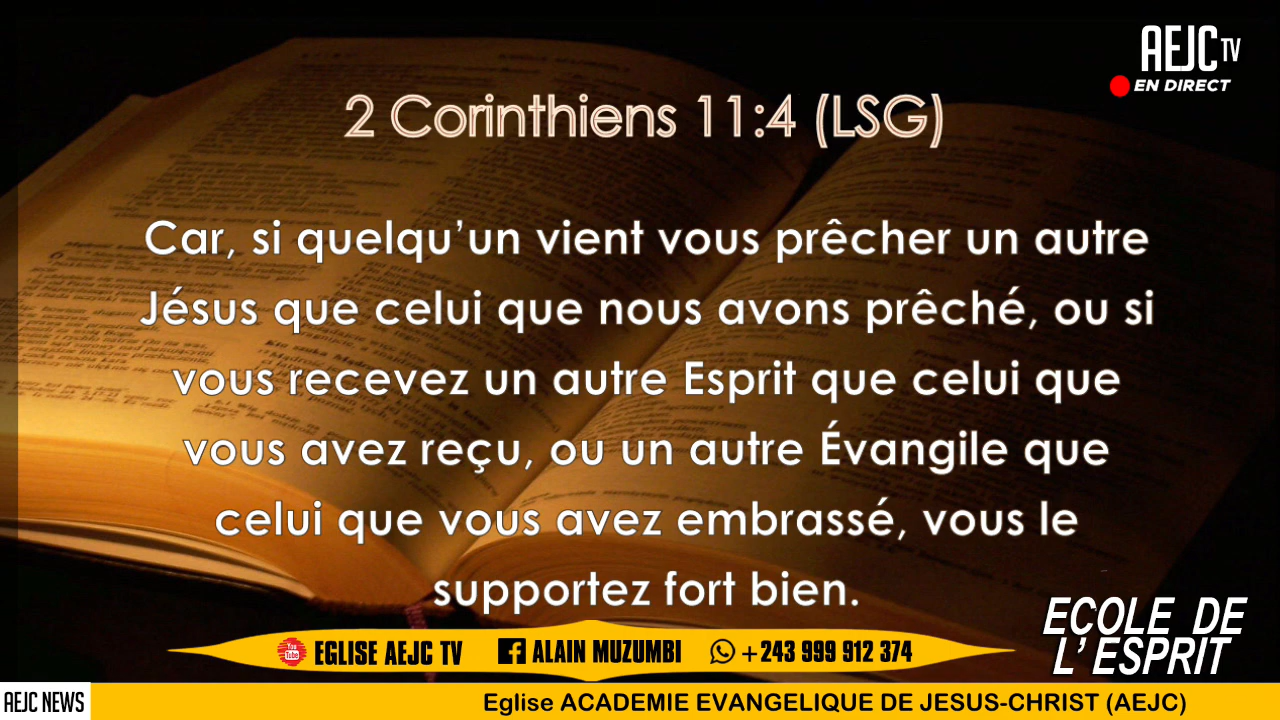 AEJC TV
EN DIRECT
2 Corinthiens 11:4 (LSG)
Car, si quelqu’un vient vous prêcher un autre
Jésus que celui que nous avons prêché, ou si
vous recevez un autre Esprit que celui que
vous avez reçu, ou un autre Évangile que
celui que vous avez embrassé, vous le
supportez fort bien.
ECOLE DE
L’ESPRIT
You Tube EGLISE AEJC TV ALAIN MUZUMBI +243 999 912 374
AEJC NEWS Eglise ACADEMIE EVANGELIQUE DE JESUS-CHRIST (AEJC)